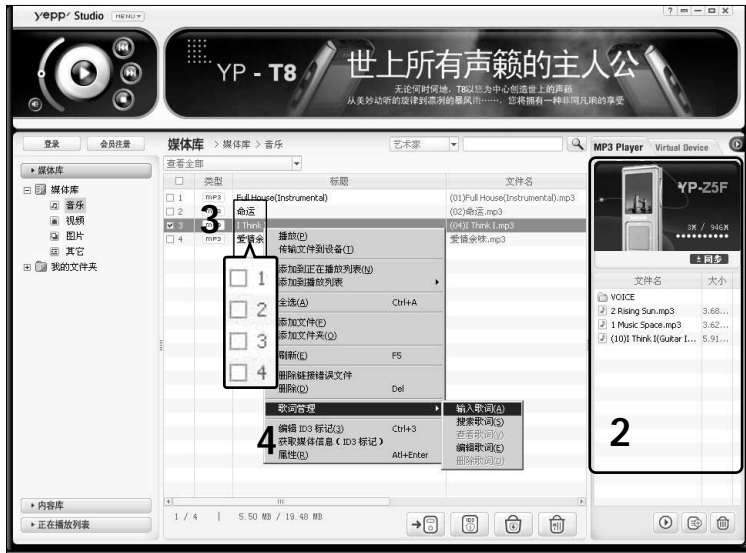 yepp' Studio MENU
YP - T8
世上所有声籁的主人公
无论何时何地，T8以您为中心创造世上的声籁
从美妙动听的旋律到凛冽的暴风雨……，您将拥有一种非同凡响的享受
登录 会员注册
媒体库 > 媒体库 > 音乐 艺术家
MP3 Player Virtual Device
媒体库
查看全部
媒体库
音乐
视频
图片
其它
我的文件夹
类型 标题 文件名
1 mp3 Full House(Instrumental) (01)Full House(Instrumental).mp3
2 mp3 命运 (02)命运.mp3
3 mp3 I Think (04)I Think I.mp3
4 mp3 爱情余 爱情余味.mp3
3
1
2
3
4
播放(P)
传输文件到设备(T)
添加到正在播放列表(N)
添加到播放列表
全选(A) Ctrl+A
添加文件(F)
添加文件夹(O)
刷新(E) F5
删除链接错误文件
删除(D) Del
歌词管理
编辑 ID3 标记(3) Ctrl+3
获取媒体信息 ( ID3 标记 )
属性(R) Atl+Enter
4
输入歌词(A)
搜索歌词(S)
查看歌词(V)
编辑歌词(E)
删除歌词(D)
YP-Z5F
3M / 946M
同步
文件名 大小
VOICE
2 Rising Sun.mp3 3.68...
1 Music Space.mp3 3.62...
(10)I Think I(Guitar I... 5.91...
2
内容库
正在播放列表
1 / 4 | 5.50 MB / 19.48 MB